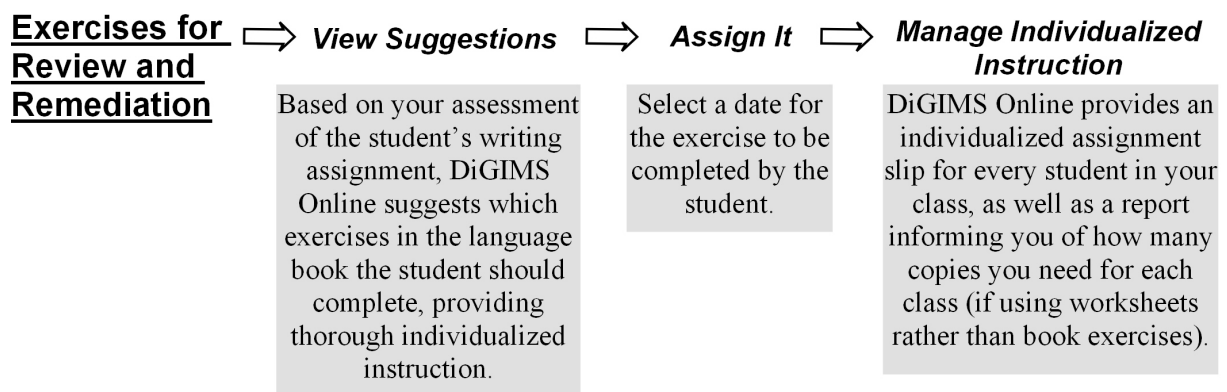 Exercises for
Review and
Remediation
View Suggestions
Based on your assessment
of the student's writing
assignment, DiGIMS
Online suggests which
exercises in the language
book the student should
complete, providing
thorough individualized
instruction.
Assign It
Select a date for
the exercise to be
completed by the
student.
Manage Individualized
Instruction
DiGIMS Online provides an
individualized assignment
slip for every student in your
class, as well as a report
informing you of how many
copies you need for each
class (if using worksheets
rather than book exercises).